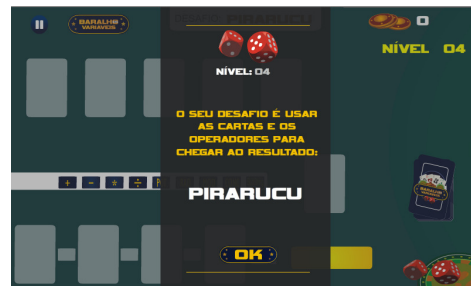 BARALHO
VARIÁVEIS
0
NÍVEL 04
NÍVEL: 04
O SEU DESAFIO É USAR
AS CARTAS E OS
OPERADORES PARA
CHEGAR AO RESULTADO:
PIRARUCU
+ - * ÷
OK
BARALHO